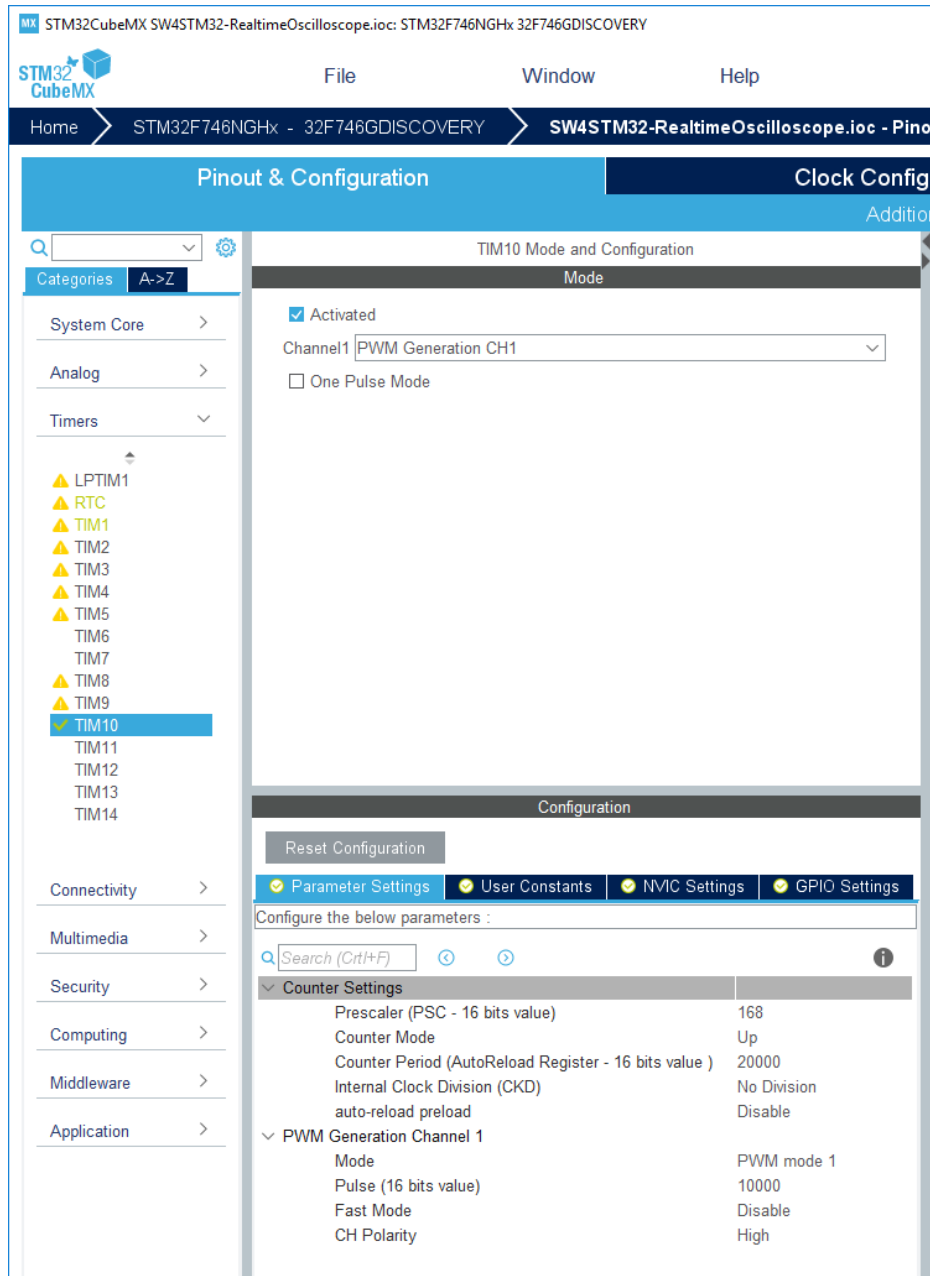 MX STM32CubeMX SW4STM32-RealtimeOscilloscope.ioc: STM32F746NGHx 32F746GDISCOVERY
STM32
CubeMX
File Window Help
Home STM32F746NGHx - 32F746GDISCOVERY SW4STM32-RealtimeOscilloscope.ioc - Pino
Pinout & Configuration Clock Config
Additio
TIM10 Mode and Configuration
Categories A->Z
Mode
System Core
Activated
Channel1 PWM Generation CH1
Analog
One Pulse Mode
Timers
LPTIM1
RTC
TIM1
TIM2
TIM3
TIM4
TIM5
TIM6
TIM7
TIM8
TIM9
TIM10
TIM11
TIM12
TIM13
TIM14
Connectivity
Multimedia
Security
Computing
Middleware
Application
Configuration
Reset Configuration
Parameter Settings User Constants NVIC Settings GPIO Settings
Configure the below parameters :
Search (Crtl+F)
Counter Settings
Prescaler (PSC - 16 bits value) 168
Counter Mode Up
Counter Period (AutoReload Register - 16 bits value ) 20000
Internal Clock Division (CKD) No Division
auto-reload preload Disable
PWM Generation Channel 1
Mode PWM mode 1
Pulse (16 bits value) 10000
Fast Mode Disable
CH Polarity High